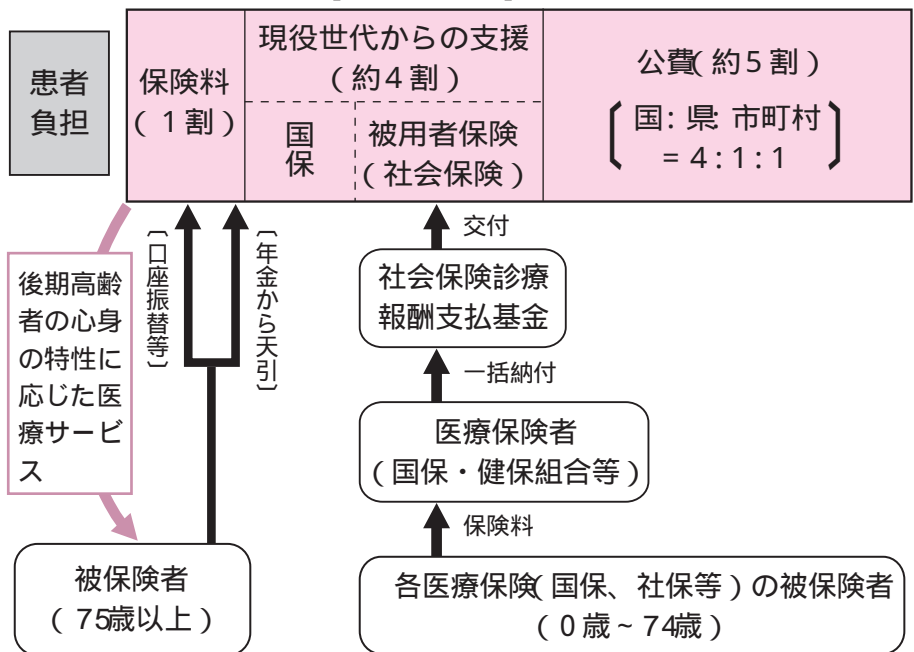 患者
負担
保険料
(1割)
現役世代からの支援
(約4割)
国保
被用者保険
(社会保険)
公費(約5割)
国:県:市町村
=4:1:1
後期高齢
者の心身
の特性に
応じた医
療サービ
ス
〔口座振替等〕
〔年金から天引〕
交付
社会保険診療
報酬支払基金
一括納付
医療保険者
(国保・健保組合等)
保険料
被保険者
(75歳以上)
各医療保険(国保、社保等)の被保険者
(0歳~74歳)